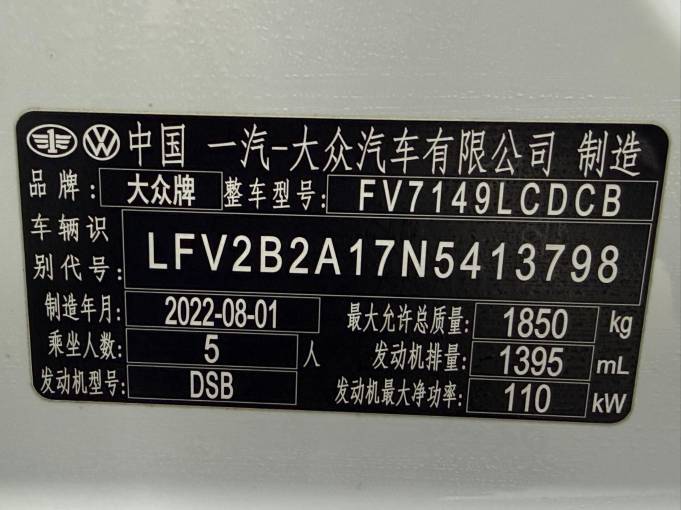 中国 一汽-大众汽车有限公司 制造
品牌: 大众牌 整车型号: FV7149LCDCB
车辆识别代号: LFV2B2A17N5413798
制造年月: 2022-08-01 最大允许总质量: 1850 kg
乘坐人数: 5 人 发动机排量: 1395 mL
发动机型号: DSB 发动机最大净功率: 110 kW